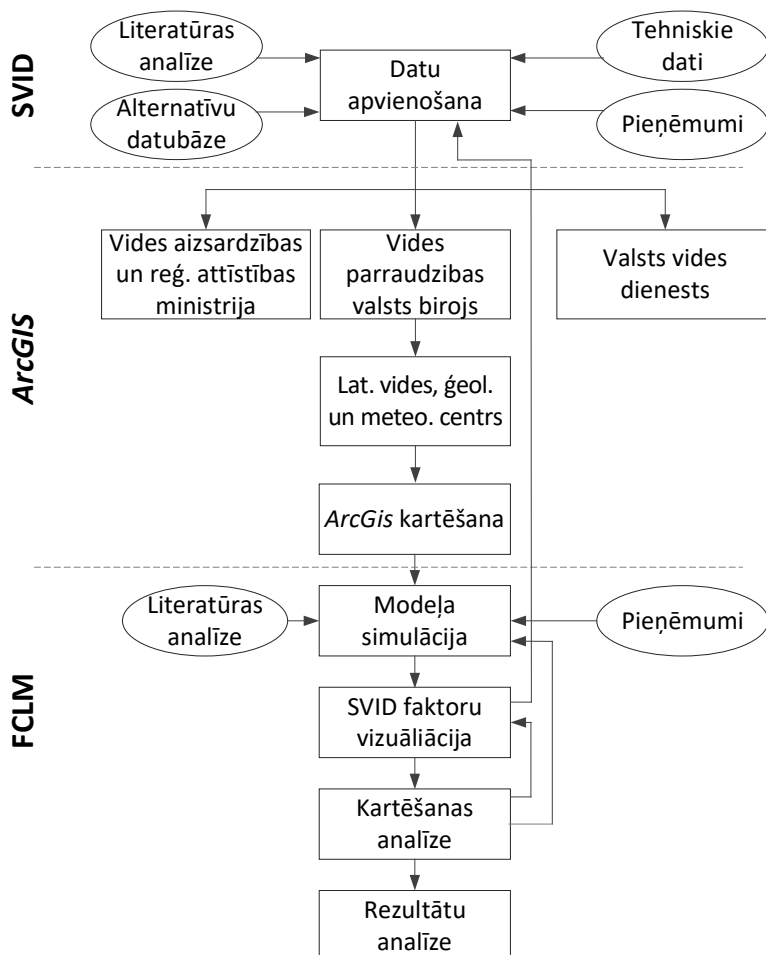 SVID
Literatūras
analīze
Alternatīvu
datubāze
Datu
apvienošana
Tehniskie
dati
Pieņēmumi
ArcGIS
Vides aizsardzības
un reģ. attīstības
ministrija
Vides
parraudzibas
valsts birojs
Valsts vides
dienests
Lat. vides, ģeol.
un meteo. centrs
ArcGis kartēšana
FCLM
Literatūras
analīze
Modeļa
simulācija
Pieņēmumi
SVID faktoru
vizuāliācija
Kartēšanas
analīze
Rezultātu
analīze